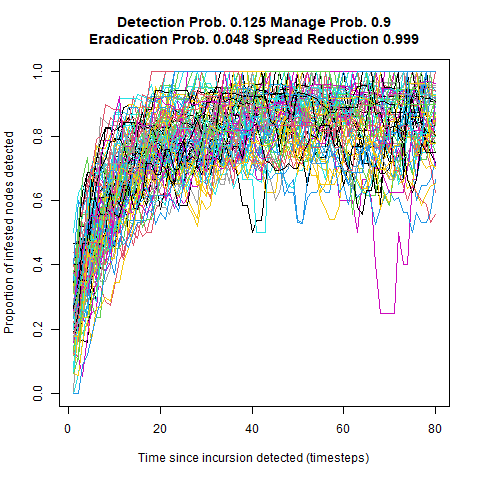 Detection Prob. 0.125 Manage Prob. 0.9
Eradication Prob. 0.048 Spread Reduction 0.999
Proportion of infested nodes detected
1.0
0.8
0.6
0.4
0.2
0.0
0 20 40 60 80
Time since incursion detected (timesteps)